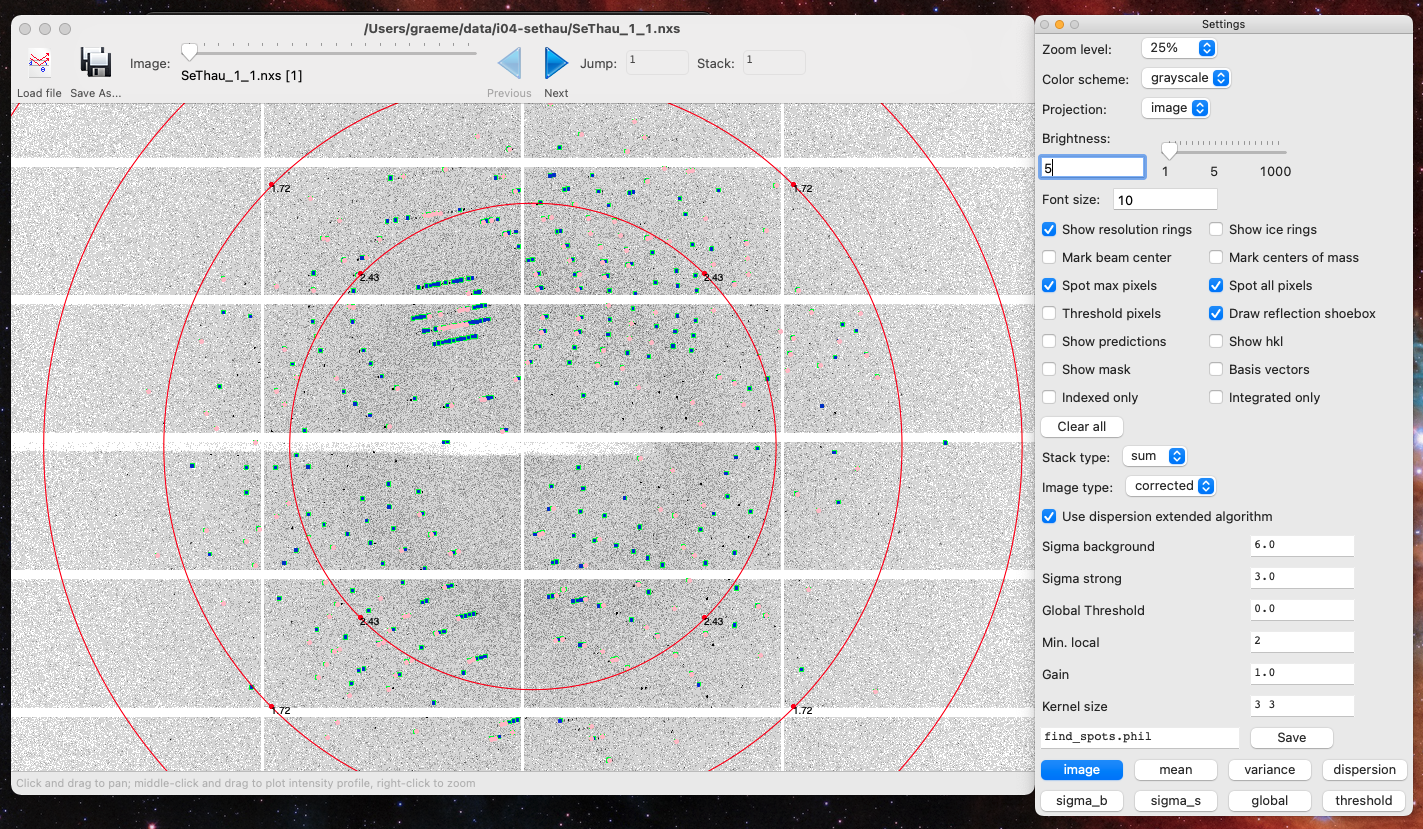 /Users/graeme/data/i04-sethau/SeThau_1_1.nxs
Image:
SeThau_1_1.nxs [1]
Jump: 1 Stack: 1
Load file Save As... Previous Next
1.72 1.72
2.43 2.43
2.43 2.43
1.72 1.72
Click and drag to pan; middle-click and drag to plot intensity profile, right-click to zoom
Settings
Zoom level: 25%
Color scheme: grayscale
Projection: image
Brightness:
5
1 5 1000
Font size: 10
Show resolution rings Show ice rings
Mark beam center Mark centers of mass
Spot max pixels Spot all pixels
Threshold pixels Draw reflection shoebox
Show predictions Show hkl
Show mask Basis vectors
Indexed only Integrated only
Clear all
Stack type: sum
Image type: corrected
Use dispersion extended algorithm
Sigma background 6.0
Sigma strong 3.0
Global Threshold 0.0
Min. local 2
Gain 1.0
Kernel size 3 3
find_spots.phil Save
image mean variance dispersion
sigma_b sigma_s global threshold